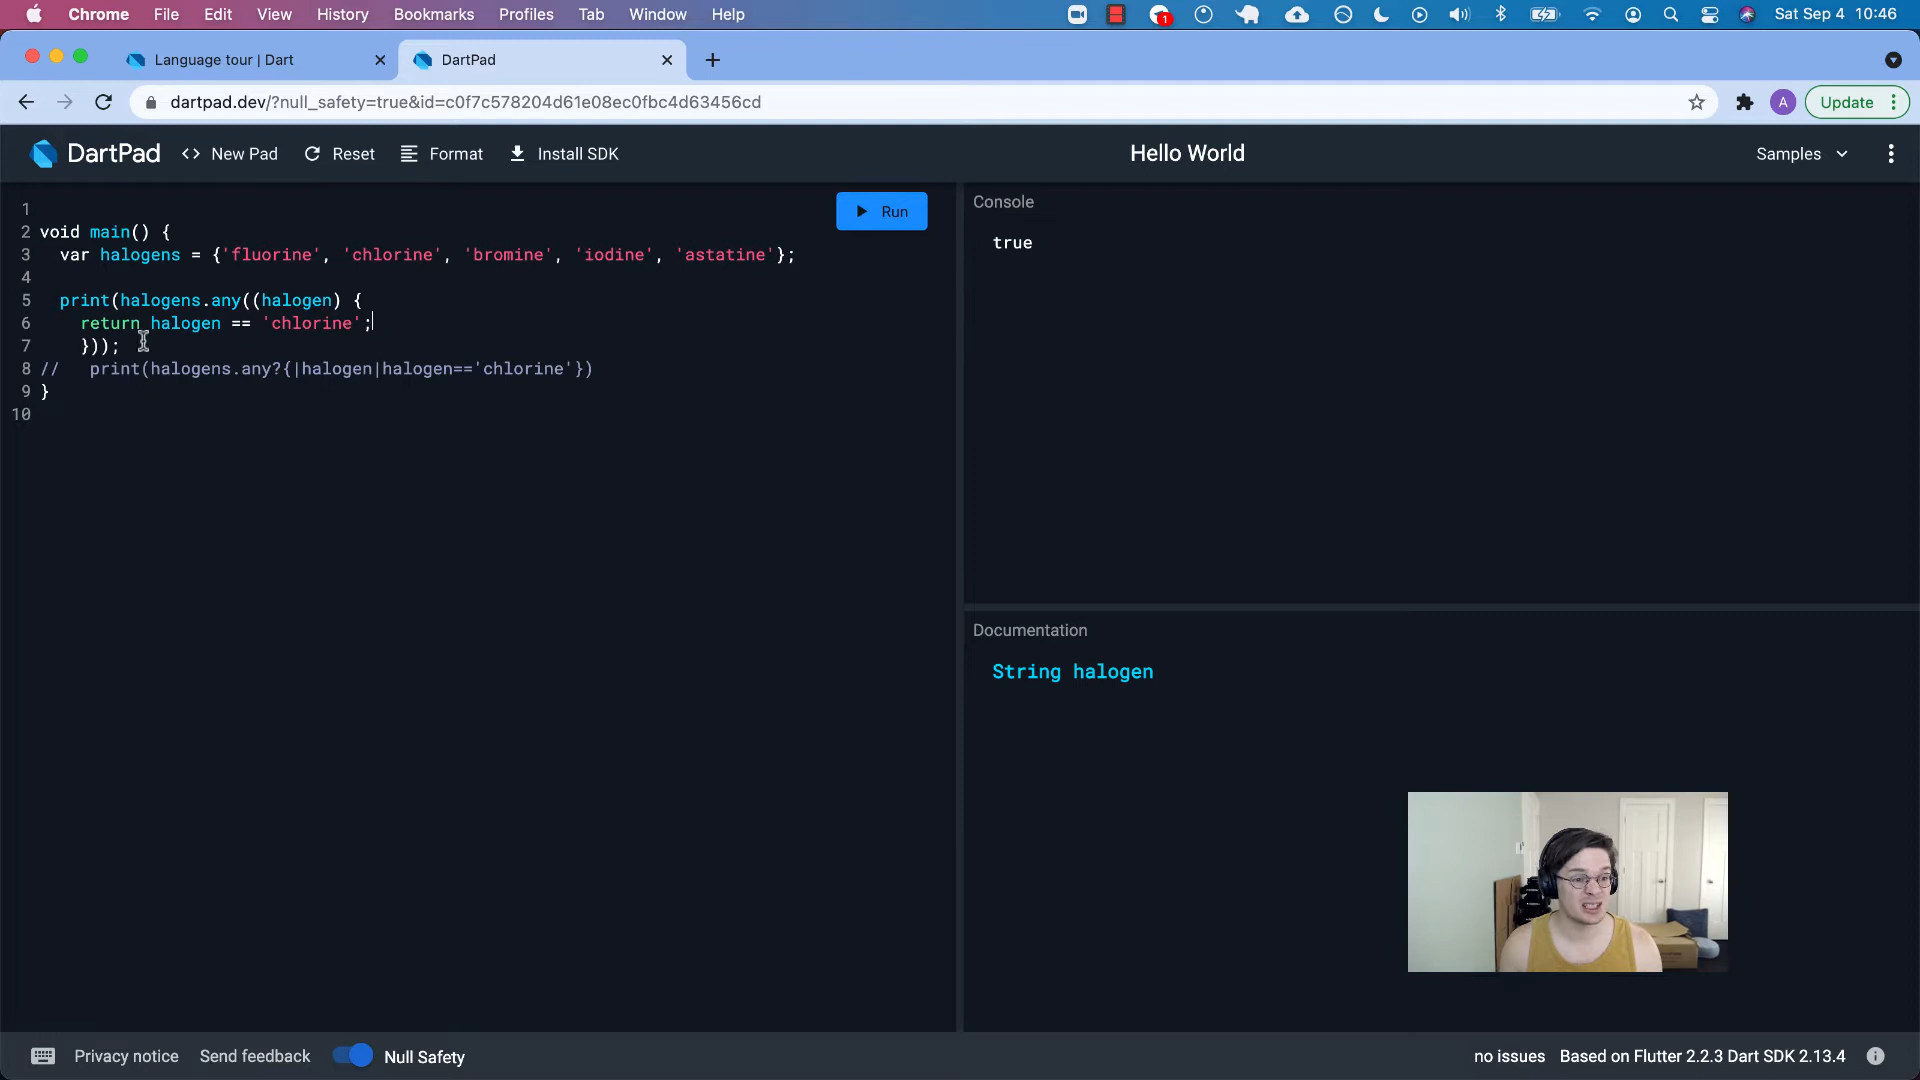 Chrome File Edit View History Bookmarks Profiles Tab Window Help 1 Sat Sep 4 10:46
Language tour | Dart DartPad
dartpad.dev/?null_safety=true&id=c0f7c578204d61e08ec0fbc4d63456cd A Update
DartPad New Pad Reset Format Install SDK Hello World Samples
Run
1
2 void main() {
3 var halogens = {'fluorine', 'chlorine', 'bromine', 'iodine', 'astatine'};
4
5 print(halogens.any((halogen) {
6 return halogen == 'chlorine';
7 }));
8 // print(halogens.any?{|halogen|halogen=='chlorine'})
9 }
10
Console
true
Documentation
String halogen
Privacy notice Send feedback Null Safety no issues Based on Flutter 2.2.3 Dart SDK 2.13.4